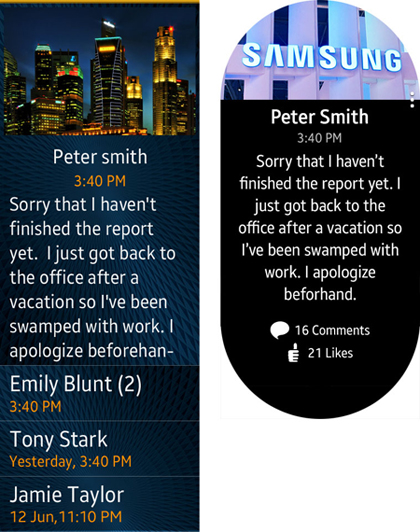 Peter smith
3:40 PM
Sorry that I haven't
finished the report
yet.  I just got back to
the office after a
vacation so I've been
swamped with work. I
apologize beforehan-
Emily Blunt (2)
3:40 PM
Tony Stark
Yesterday, 3:40 PM
Jamie Taylor
12 Jun,11:10 PM
SAMSUNG
Peter Smith
3:40 PM
Sorry that I haven't
finished the report yet. I
just got back to the
office after a vacation so
I've been swamped with
work. I apologize
beforhand.
16 Comments
21 Likes